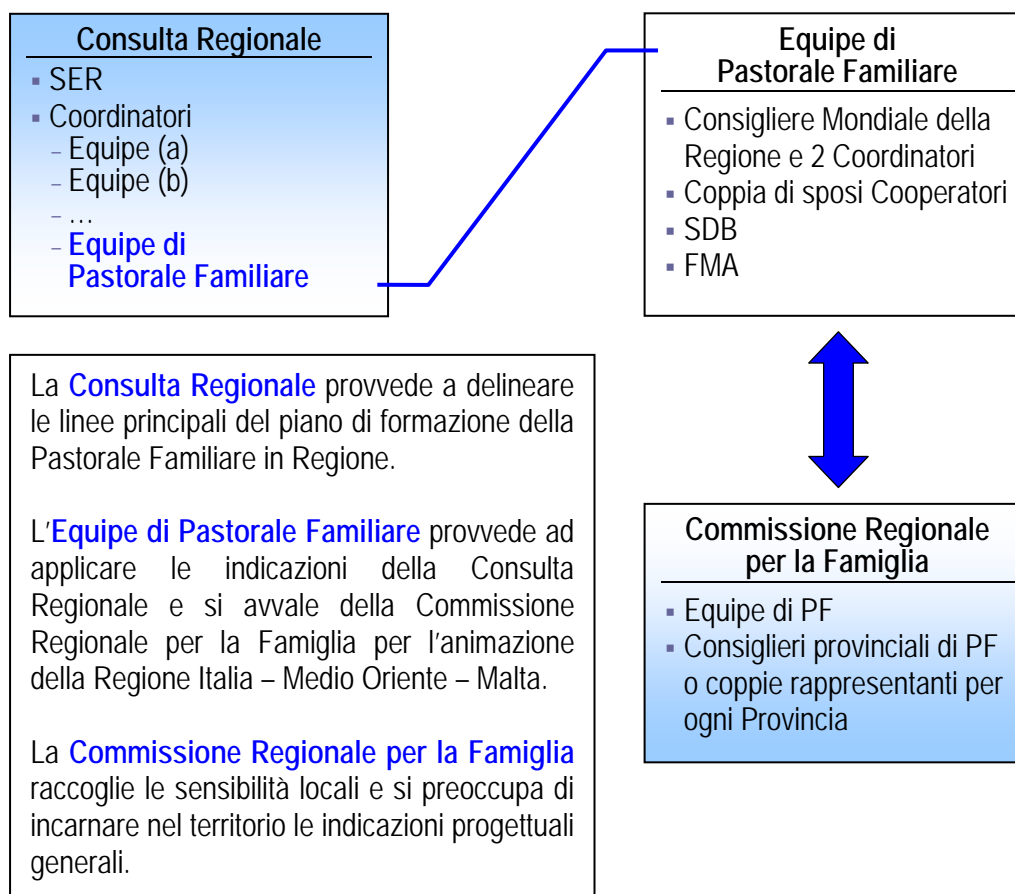 Consulta Regionale
▪ SER
▪ Coordinatori
– Equipe (a)
– Equipe (b)
– …
– Equipe di
Pastorale Familiare
Equipe di
Pastorale Familiare
▪ Consigliere Mondiale della
Regione e 2 Coordinatori
▪ Coppia di sposi Cooperatori
▪ SDB
▪ FMA
La Consulta Regionale provvede a delineare
le linee principali del piano di formazione della
Pastorale Familiare in Regione.
L'Equipe di Pastorale Familiare provvede ad
applicare le indicazioni della Consulta
Regionale e si avvale della Commissione
Regionale per la Famiglia per l'animazione
della Regione Italia – Medio Oriente – Malta.
La Commissione Regionale per la Famiglia
raccoglie le sensibilità locali e si preoccupa di
incarnare nel territorio le indicazioni progettuali
generali.
Commissione Regionale
per la Famiglia
▪ Equipe di PF
▪ Consiglieri provinciali di PF
o coppie rappresentanti per
ogni Provincia